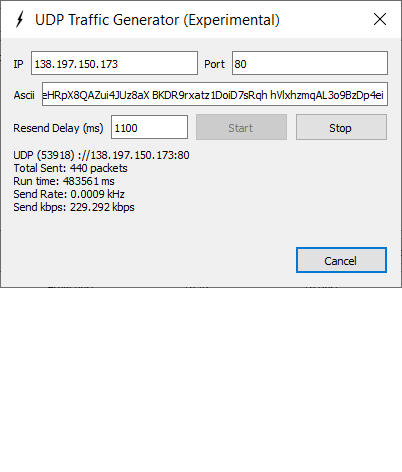 UDP Traffic Generator (Experimental)
IP 138.197.150.173 Port 80
Ascii eHRpX8QAZui4JUz8aX BKDR9rxatz1DoiD7sRqh hVlxhzmqAL3o9BzDp4ei
Resend Delay (ms) 1100 Start Stop
UDP (53918) ://138.197.150.173:80
Total Sent: 440 packets
Run time: 483561 ms
Send Rate: 0.0009 kHz
Send kbps: 229.292 kbps
Cancel